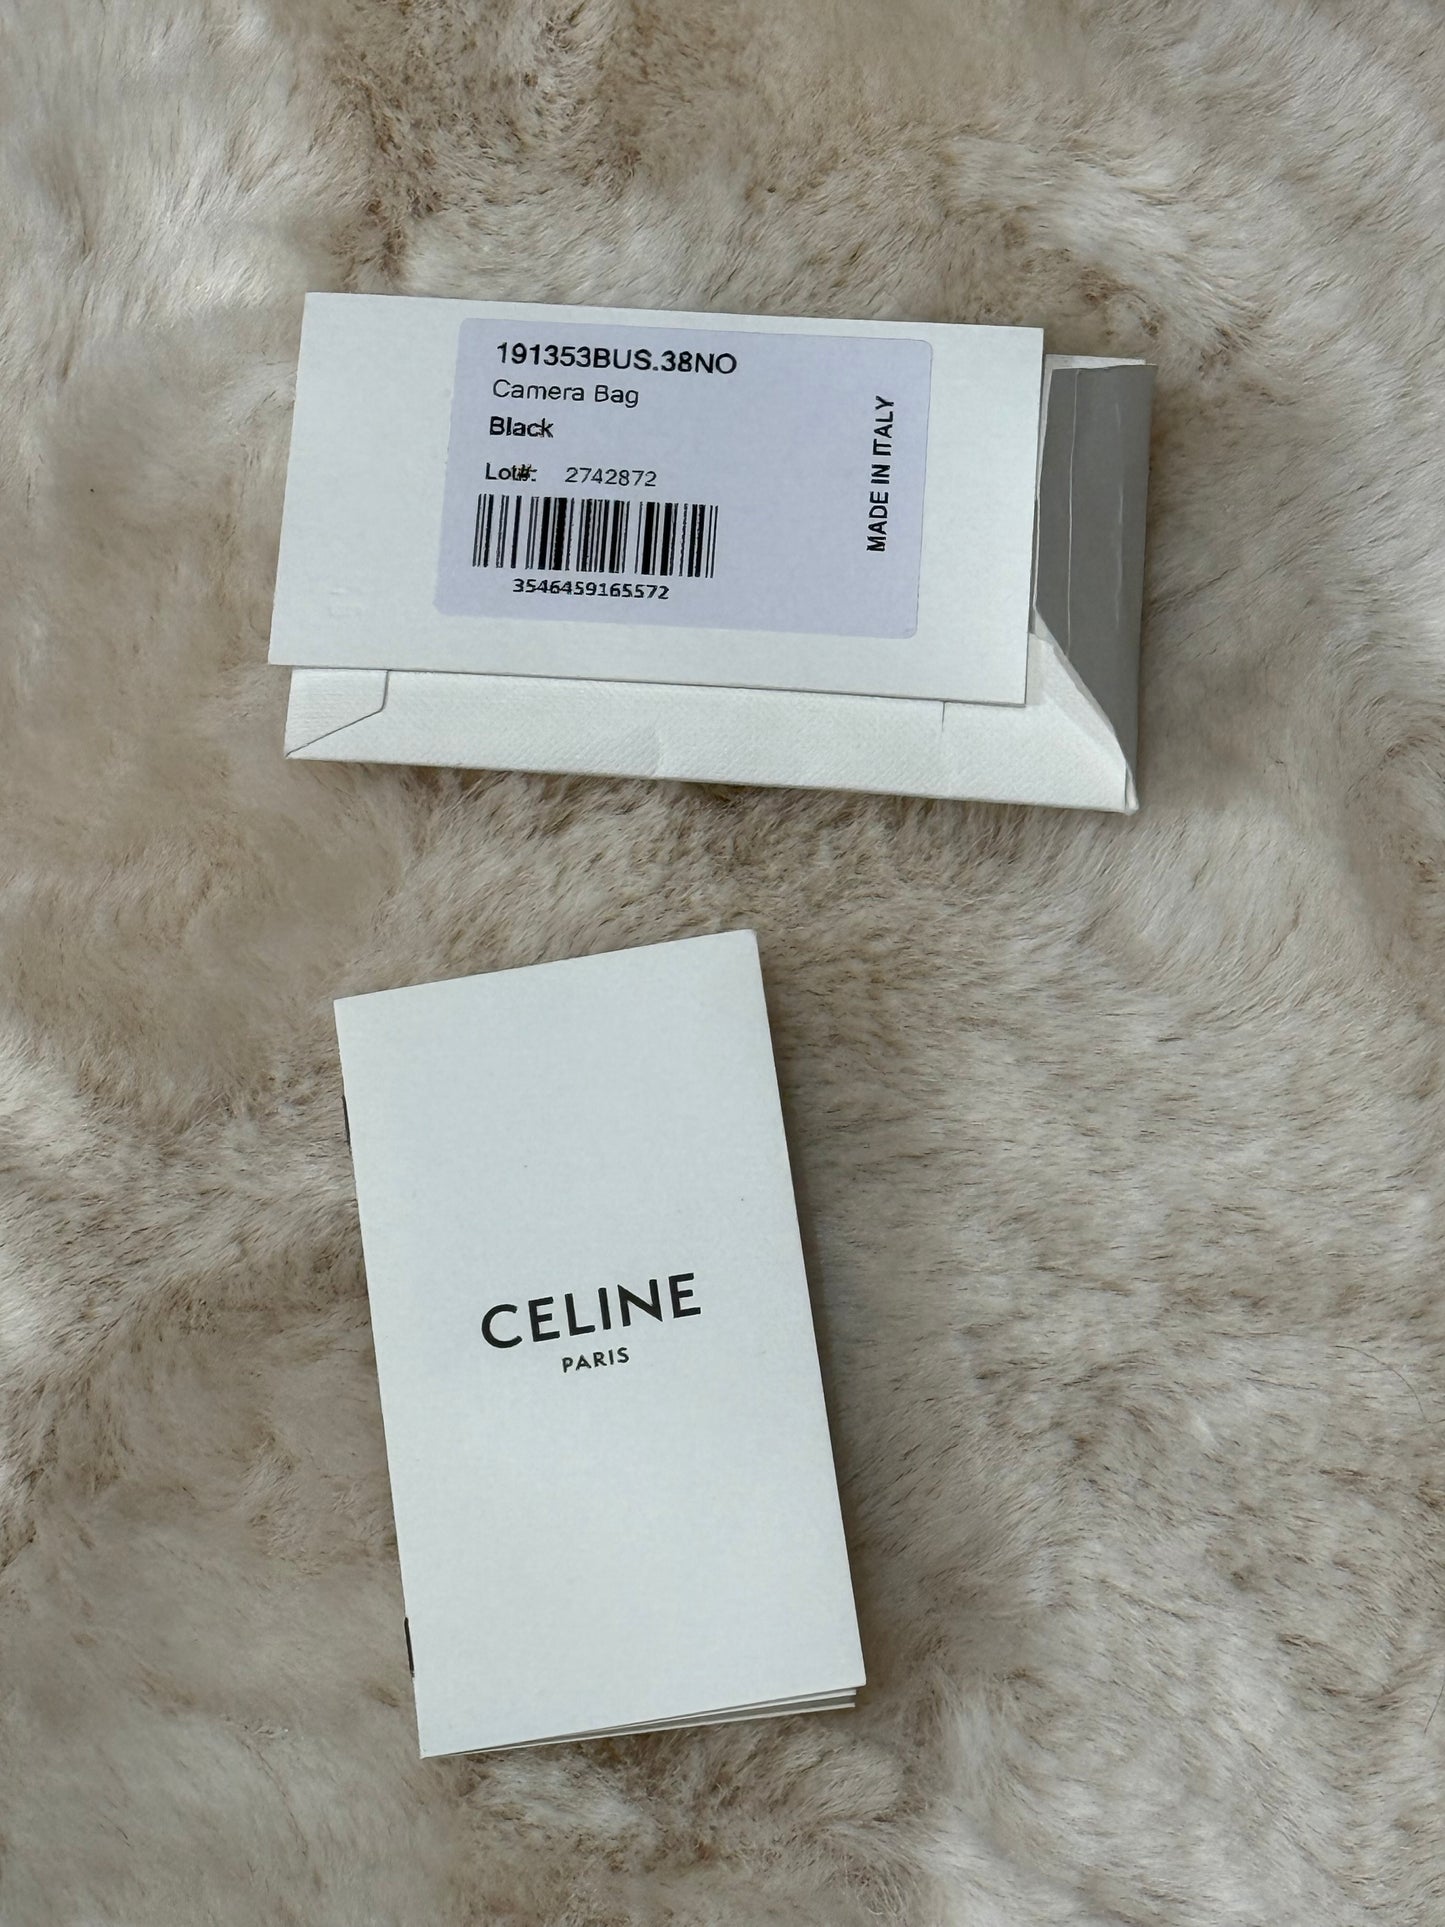 191353BUS.38NO
Camera Bag
Black
Lot#: 2742872
3546459165572
MADE IN ITALY
CELINE
PARIS